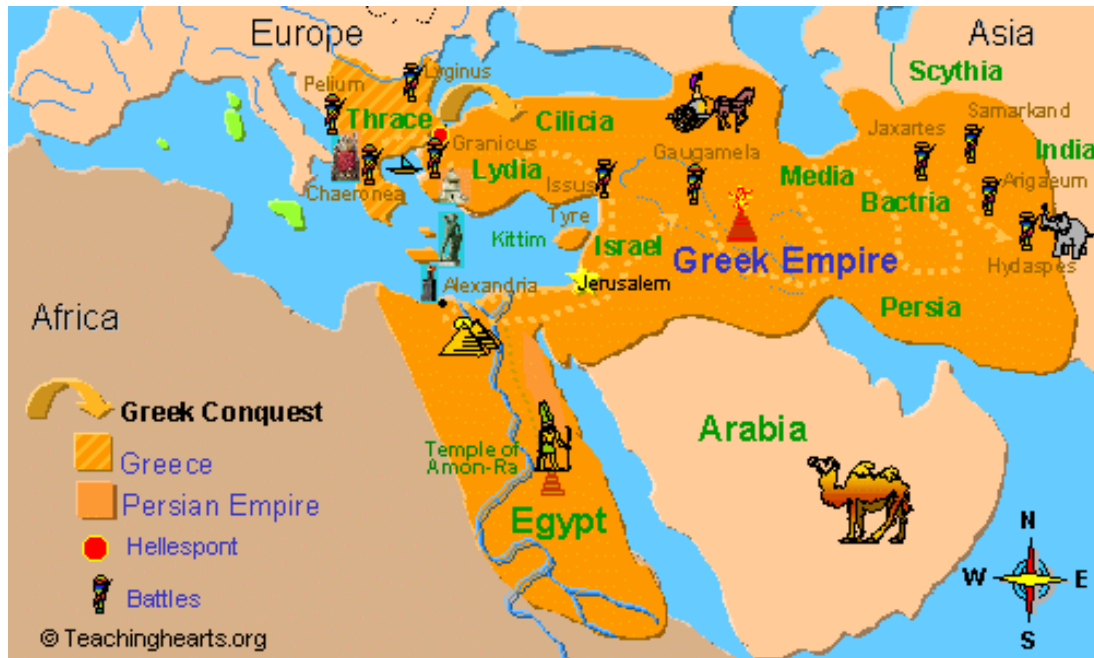 Europe
Asia
Scythia
Lyginus
Pelium
Samarkand
Thrace
Cilicia
Jaxartes
Granicus
India
Gaugamela
Lydia
Media
Issus
Arigaeum
Chaeronea
Bactria
Tyre
Kittim
Israel
Greek Empire
Hydaspes
Alexandria
Jerusalem
Africa
Persia
Greek Conquest
Arabia
Greece
Temple of
Amon-Ra
Persian Empire
Egypt
N
Hellespont
W
E
Battles
S
© Teachinghearts.org